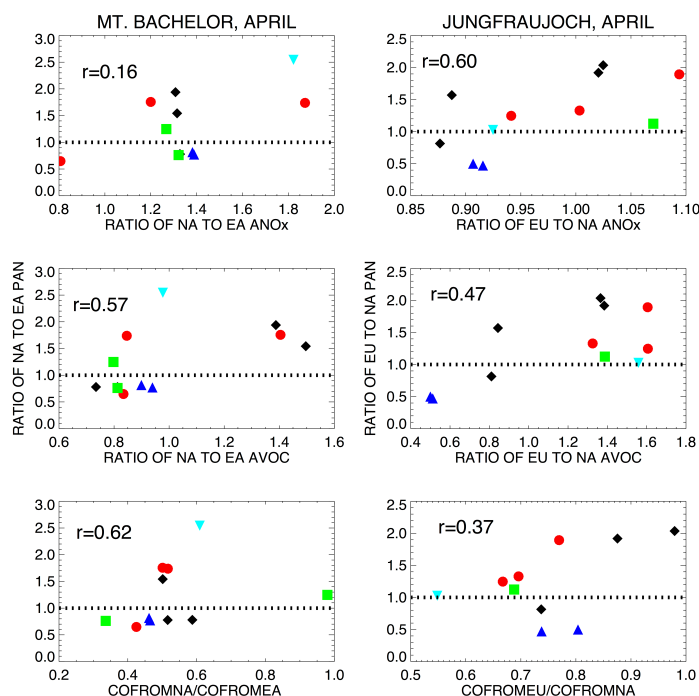 MT. BACHELOR, APRIL
JUNGFRAUJOCH, APRIL
3.0
2.5
2.0
1.5
1.0
0.5
0.0
r=0.16
0.8 1.0 1.2 1.4 1.6 1.8 2.0
RATIO OF NA TO EA ANOx
2.5
2.0
1.5
1.0
0.5
0.0
r=0.60
0.85 0.90 0.95 1.00 1.05 1.10
RATIO OF EU TO NA ANOx
RATIO OF NA TO EA PAN
3.0
2.5
2.0
1.5
1.0
0.5
0.0
r=0.57
0.6 0.8 1.0 1.2 1.4 1.6
RATIO OF NA TO EA AVOC
RATIO OF EU TO NA PAN
2.5
2.0
1.5
1.0
0.5
0.0
r=0.47
0.4 0.6 0.8 1.0 1.2 1.4 1.6 1.8
RATIO OF EU TO NA AVOC
3.0
2.5
2.0
1.5
1.0
0.5
0.0
r=0.62
0.2 0.4 0.6 0.8 1.0
COFROMNA/COFROMEA
2.5
2.0
1.5
1.0
0.5
0.0
r=0.37
0.5 0.6 0.7 0.8 0.9 1.0
COFROMEU/COFROMNA